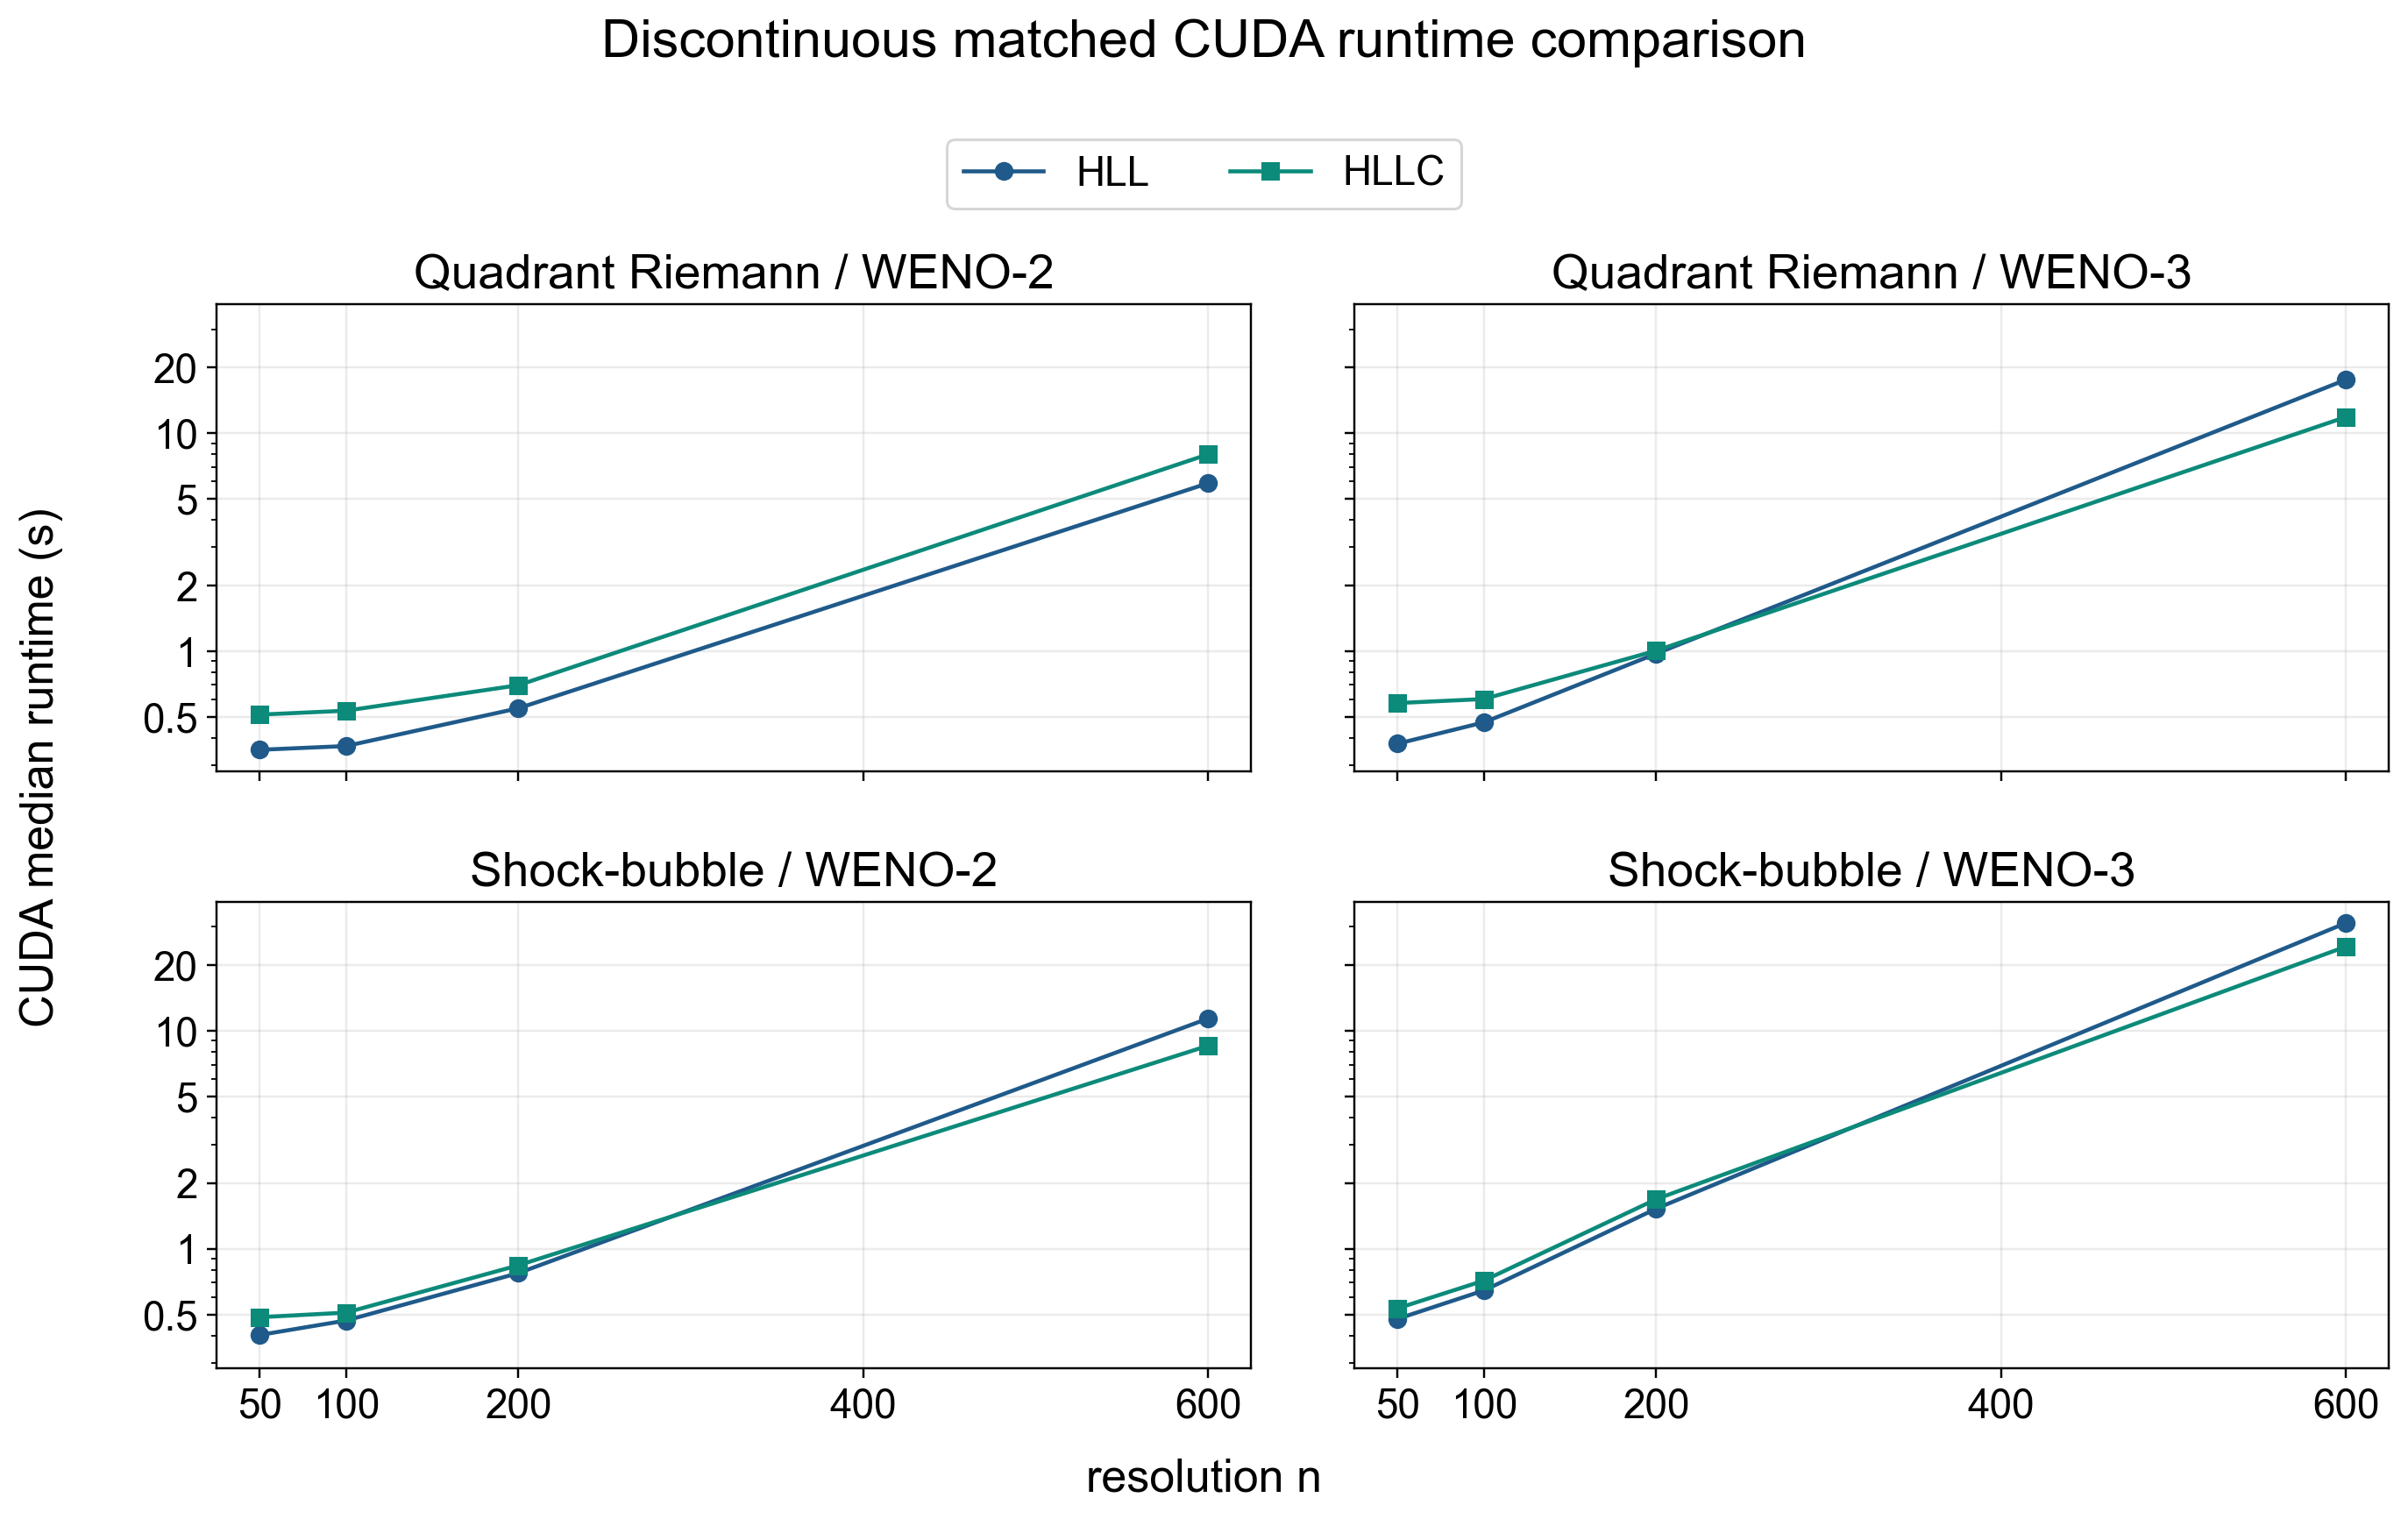 Discontinuous matched CUDA runtime comparison
HLL
HLLC
Quadrant Riemann / WENO-2
Quadrant Riemann / WENO-3
20
10
5
2
1
0.5
CUDA median runtime (s)
Shock-bubble / WENO-2
Shock-bubble / WENO-3
20
10
5
2
1
0.5
50 100 200 400 600
50 100 200 400 600
resolution n